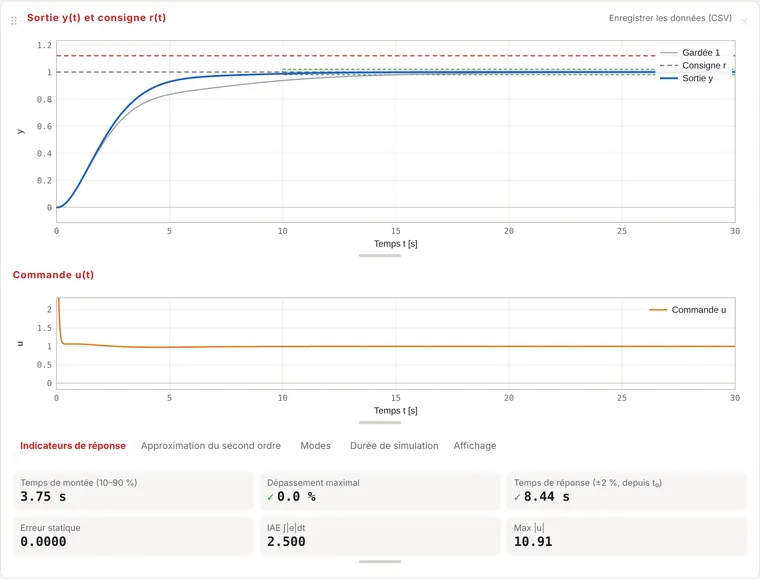 Sortie y(t) et consigne r(t)
Enregistrer les données (CSV)
×
1.2
1
0.8
0.6
0.4
0.2
0
y
Gardée 1
Consigne r
Sortie y
0 5 10 15 20 25 30
Temps t [s]
Commande u(t)
2
1.5
1
0.5
0
u
Commande u
0 5 10 15 20 25 30
Temps t [s]
Indicateurs de réponse Approximation du second ordre Modes Durée de simulation Affichage
Temps de montée (10–90 %)
3.75 s
Dépassement maximal
✓ 0.0 %
Temps de réponse (±2 %, depuis t₀)
✓ 8.44 s
Erreur statique
0.0000
IAE ∫|e|dt
2.500
Max |u|
10.91